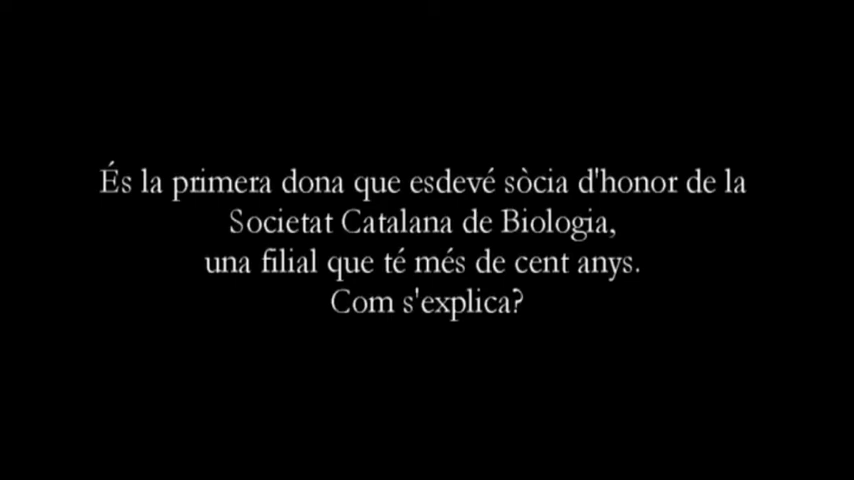 És la primera dona que esdevé sòcia d'honor de la
Societat Catalana de Biologia,
una filial que té més de cent anys.
Com s'explica?